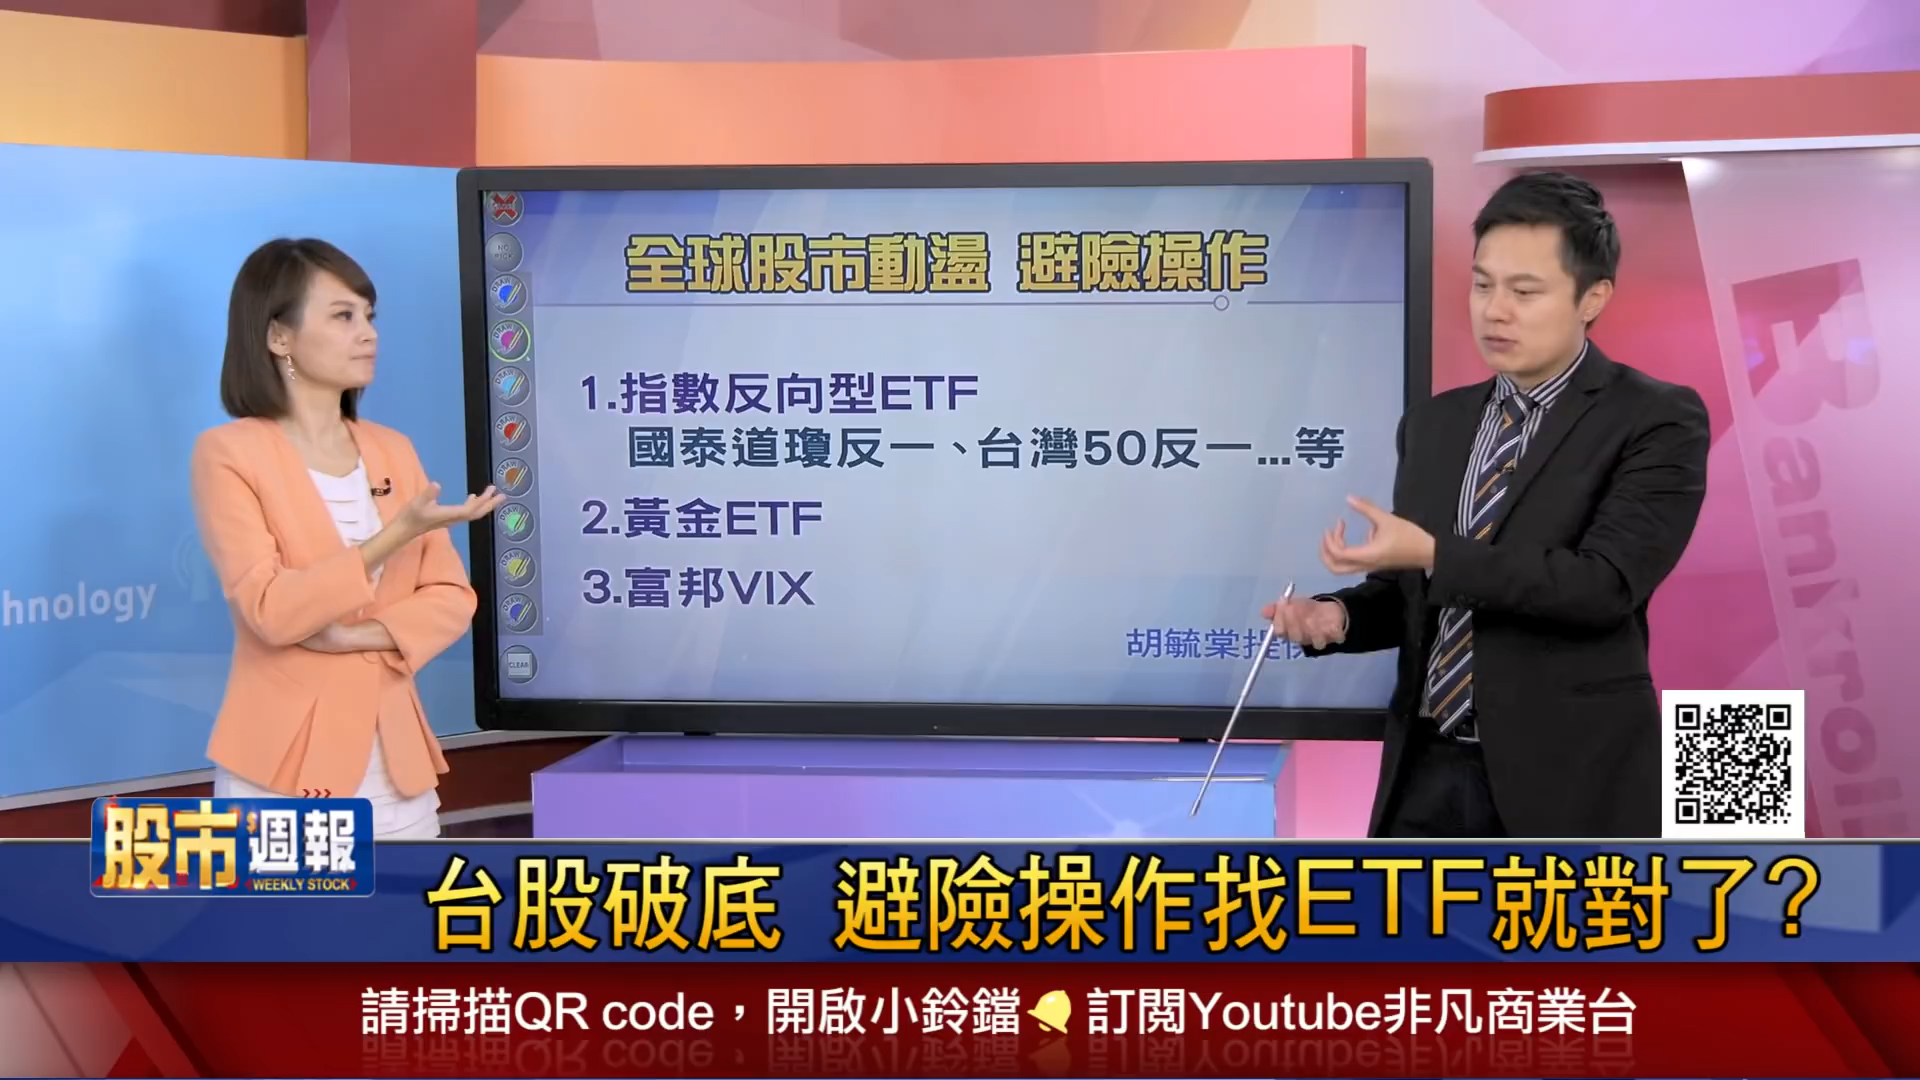 全球股市動盪 避險操作
1.指數反向型ETF
國泰道瓊反一、台灣50反一...等
2.黃金ETF
3.富邦VIX
胡毓棠提供
CLEAR
hnology
Bankroll
股市週報
WEEKLY STOCK
台股破底 避險操作找ETF就對了?
請掃描QR code,開啟小鈴鐺🔔訂閱Youtube非凡商業台